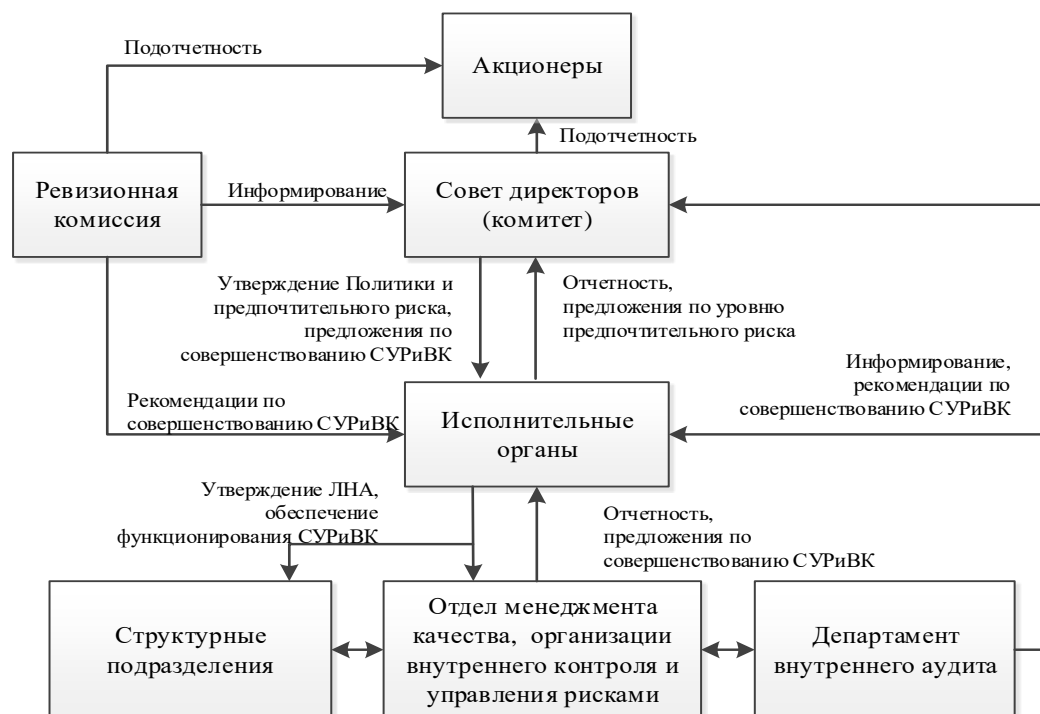 Подотчетность
Акционеры
Подотчетность
Ревизионная
комиссия
Информирование
Совет директоров
(комитет)
Утверждение Политики и
предпочтительного риска,
предложения по
совершенствованию СУРиВК
Отчетность,
предложения по уровню
предпочтительного риска
Информирование,
рекомендации по
совершенствованию СУРиВК
Рекомендации по
совершенствованию СУРиВК
Исполнительные
органы
Утверждение ЛНА,
обеспечение
функционирования СУРиВК
Отчетность,
предложения по
совершенствованию СУРиВК
Структурные
подразделения
Отдел менеджмента
качества, организации
внутреннего контроля и
управления рисками
Департамент
внутреннего аудита